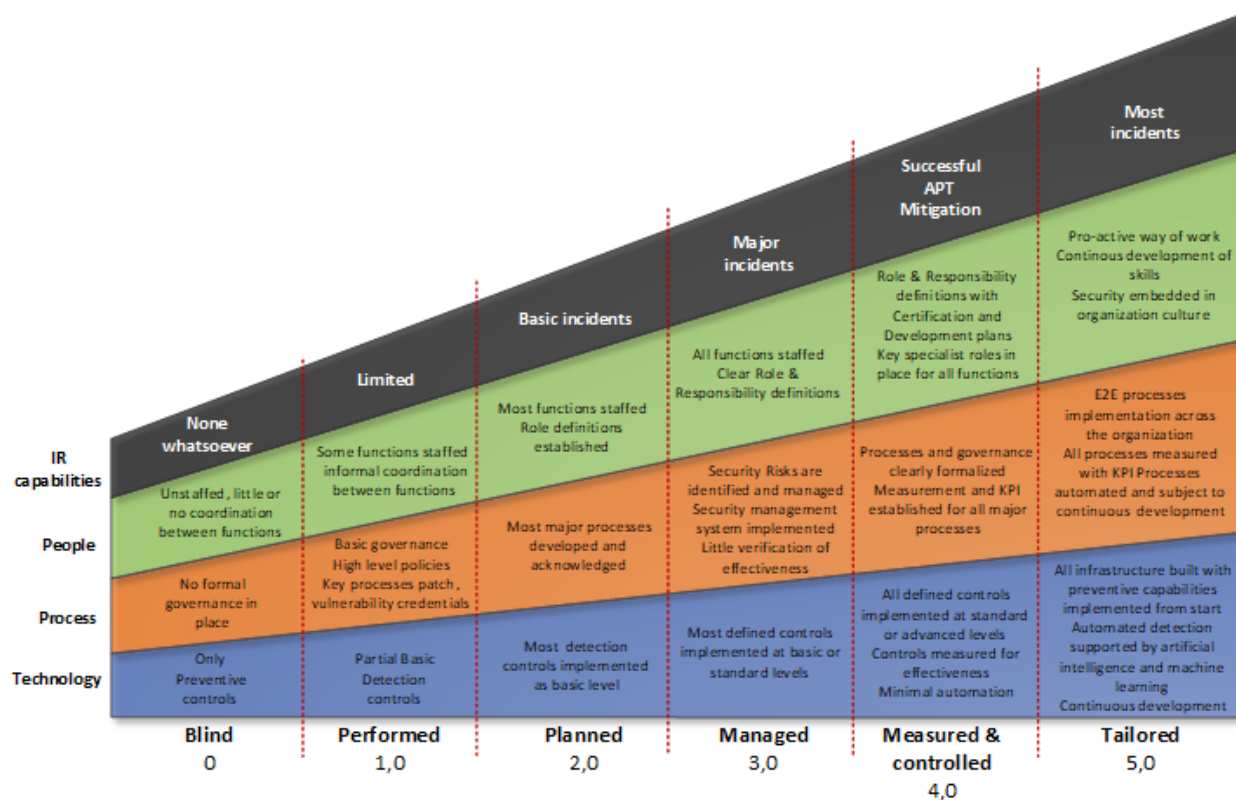 IR
capabilities
None
whatsoever
Limited
Basic incidents
Major
incidents
Successful
APT
Mitigation
Most
incidents
People
Unstaffed, little or
no coordination
between functions
Some functions staffed
informal coordination
between functions
Most functions staffed
Role definitions
established
All functions staffed
Clear Role &
Responsibility definitions
Role & Responsibility
definitions with
Certification and
Development plans
Key specialist roles in
place for all functions
Pro-active way of work
Continous development of
skills
Security embedded in
organization culture
Process
No formal
governance in
place
Basic governance
High level policies
Key processes patch,
vulnerability credentials
Most major processes
developed and
acknowledged
Security Risks are
identified and managed
Security management
system implemented
Little verification of
effectiveness
Processes and governance
clearly formalized
Measurement and KPI
established for all major
processes
E2E processes
implementation across
the organization
All processes measured
with KPI Processes
automated and subject to
continuous development
Technology
Only
Preventive
controls
Partial Basic
Detection
controls
Most detection
controls implemented
as basic level
Most defined controls
implemented at basic or
standard levels
All defined controls
implemented at standard
or advanced levels
Controls measured for
effectiveness
Minimal automation
All infrastructure built with
preventive capabilities
implemented from start
Automated detection
supported by artificial
intelligence and machine
learning
Continuous development
Blind
0
Performed
1,0
Planned
2,0
Managed
3,0
Measured &
controlled
4,0
Tailored
5,0